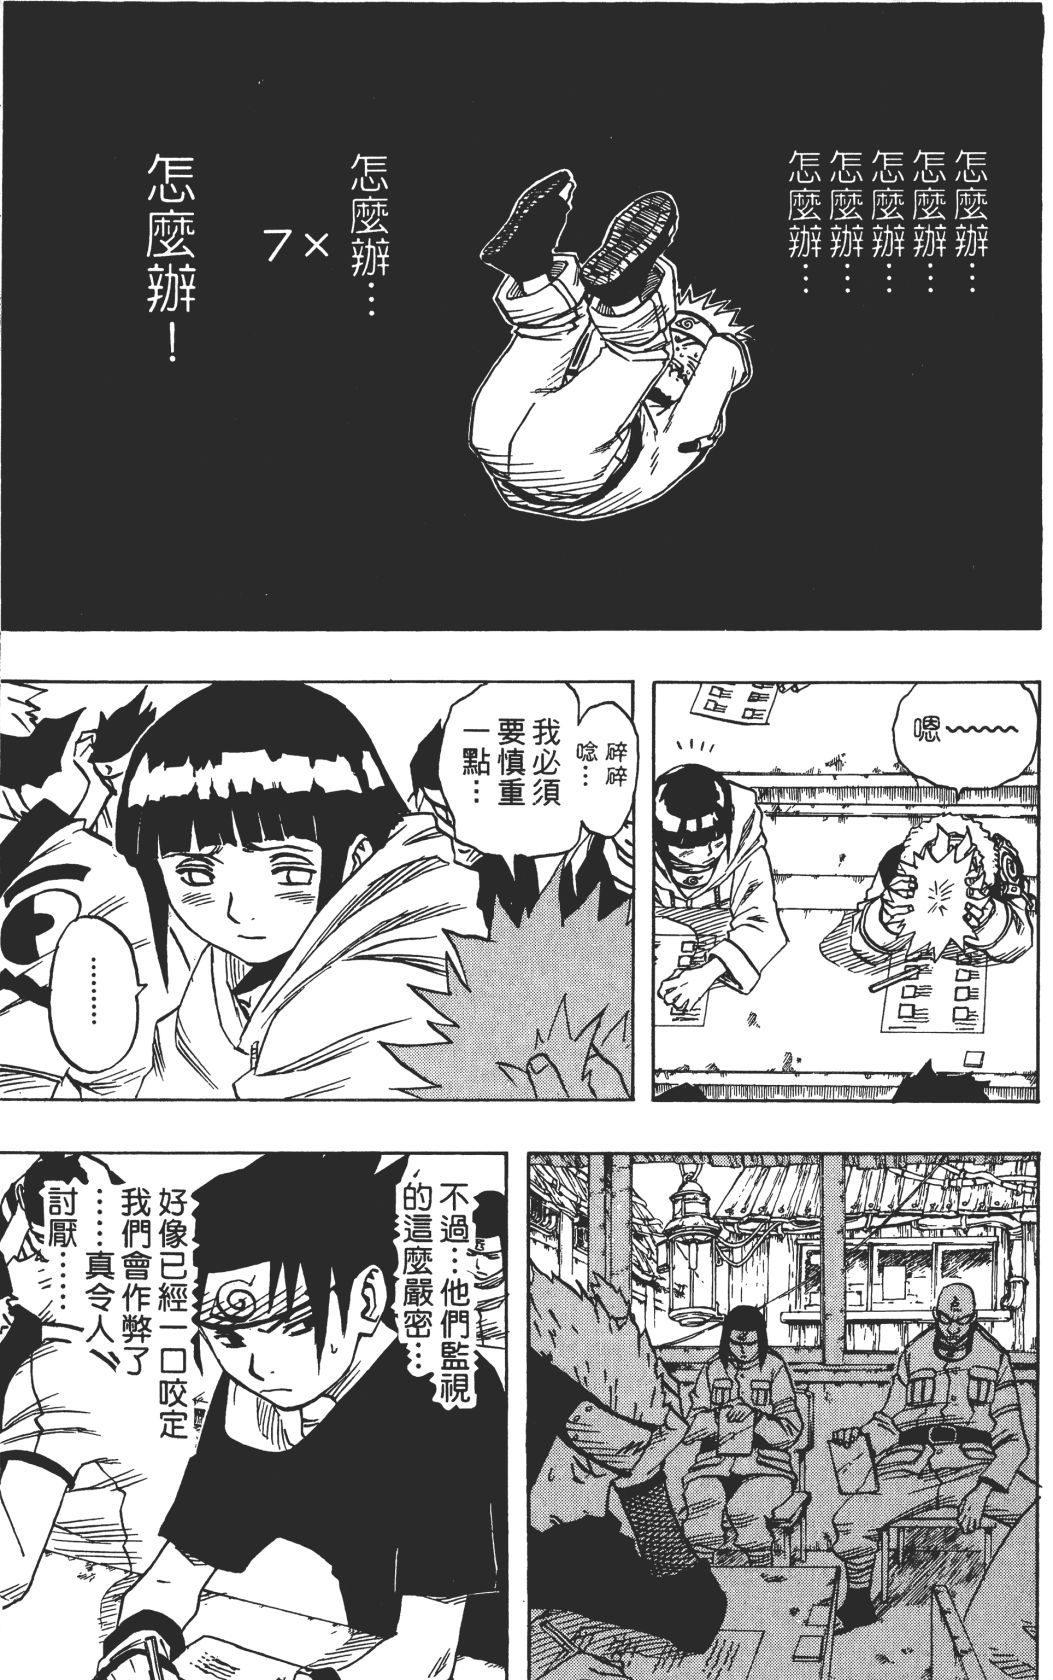 怎麼辦…
怎麼辦…
怎麼辦…
怎麼辦…
怎麼辦…
怎麼辦…
×7
怎麼辦！
嗯~~~~
辟辟
唸…
我必須
要慎重
一點…
………
不過…他們監視
的這麼嚴密…
好像已經一口咬定
我們會作弊了
……真令人
討厭……